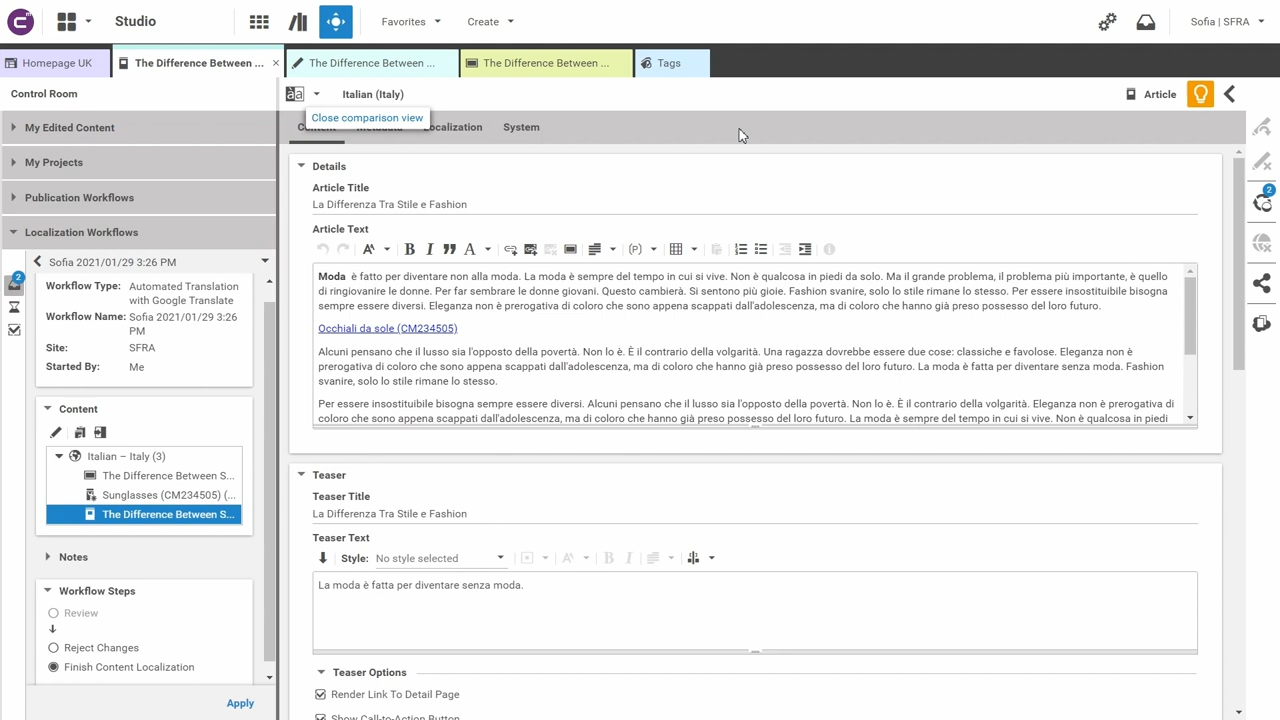 Studio
Favorites
Create
Sofia | SFRA
Homepage UK
The Difference Between ...
The Difference Between ...
The Difference Between ...
Tags
Control Room
Italian (Italy)
Article
Close comparison view
My Edited Content
Localization
System
My Projects
Publication Workflows
Localization Workflows
Sofia 2021/01/29 3:26 PM
2
Workflow Type: Automated Translation
with Google Translate
Workflow Name: Sofia 2021/01/29 3:26
PM
Site: SFRA
Started By: Me
Content
Italian – Italy (3)
The Difference Between S...
Sunglasses (CM234505) (...
The Difference Between S...
Notes
Workflow Steps
Review
Reject Changes
Finish Content Localization
Apply
Details
Article Title
La Differenza Tra Stile e Fashion
Article Text
Moda è fatto per diventare non alla moda. La moda è sempre del tempo in cui si vive. Non è qualcosa in piedi da solo. Ma il grande problema, il problema più importante, è quello
di ringiovanire le donne. Per far sembrare le donne giovani. Questo cambierà. Si sentono più gioie. Fashion svanire, solo lo stile rimane lo stesso. Per essere insostituibile bisogna
sempre essere diversi. Eleganza non è prerogativa di coloro che sono appena scappati dall'adolescenza, ma di coloro che hanno già preso possesso del loro futuro.
Occhiali da sole (CM234505)
Alcuni pensano che il lusso sia l'opposto della povertà. Non lo è. È il contrario della volgarità. Una ragazza dovrebbe essere due cose: classiche e favolose. Eleganza non è
prerogativa di coloro che sono appena scappati dall'adolescenza, ma di coloro che hanno già preso possesso del loro futuro. La moda è fatta per diventare senza moda. Fashion
svanire, solo lo stile rimane lo stesso.
Per essere insostituibile bisogna sempre essere diversi. Alcuni pensano che il lusso sia l'opposto della povertà. Non lo è. È il contrario della volgarità. Eleganza non è prerogativa di
coloro che sono appena scappati dall'adolescenza, ma di coloro che hanno già preso possesso del loro futuro. La moda è fatta per diventare senza moda. Non è qualcosa in piedi
Teaser
Teaser Title
La Differenza Tra Stile e Fashion
Teaser Text
Style: No style selected
La moda è fatta per diventare senza moda.
Teaser Options
Render Link To Detail Page
Show Call-to-Action Button
2